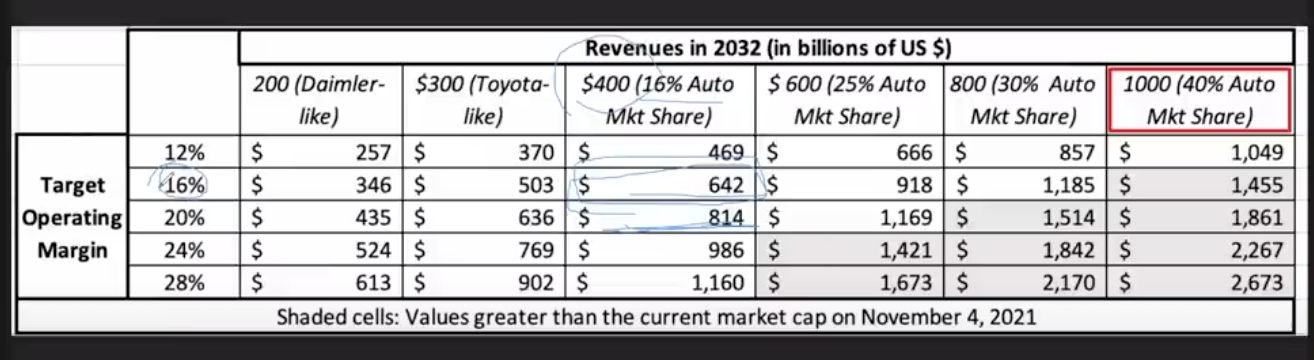 Revenues in 2032 (in billions of US $)
200 (Daimler-like) $300 (Toyota-like) $400 (16% Auto Mkt Share) $ 600 (25% Auto Mkt Share) 800 (30% Auto Mkt Share) 1000 (40% Auto Mkt Share)
Target Operating Margin
12% $ 257 $ 370 $ 469 $ 666 $ 857 $ 1,049
16% $ 346 $ 503 $ 642 $ 918 $ 1,185 $ 1,455
20% $ 435 $ 636 $ 814 $ 1,169 $ 1,514 $ 1,861
24% $ 524 $ 769 $ 986 $ 1,421 $ 1,842 $ 2,267
28% $ 613 $ 902 $ 1,160 $ 1,673 $ 2,170 $ 2,673
Shaded cells: Values greater than the current market cap on November 4, 2021